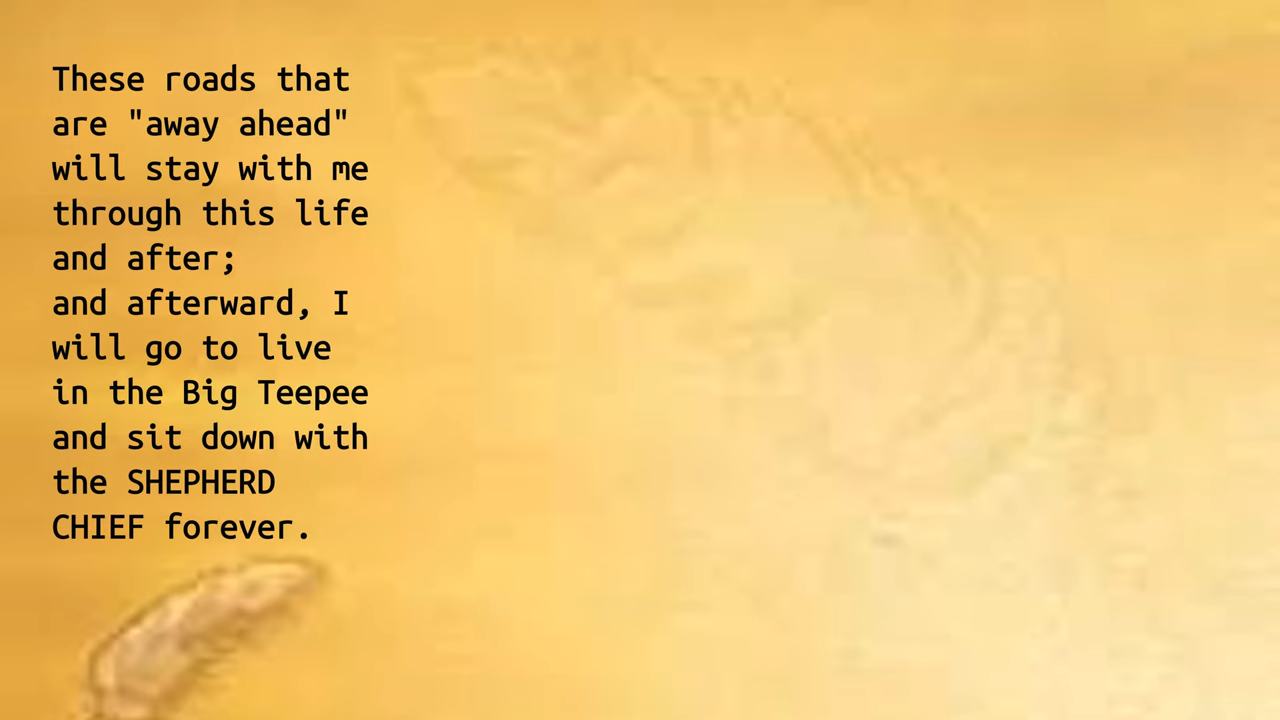 These roads that
are "away ahead"
will stay with me
through this life
and after;
and afterward, I
will go to live
in the Big Teepee
and sit down with
the SHEPHERD
CHIEF forever.